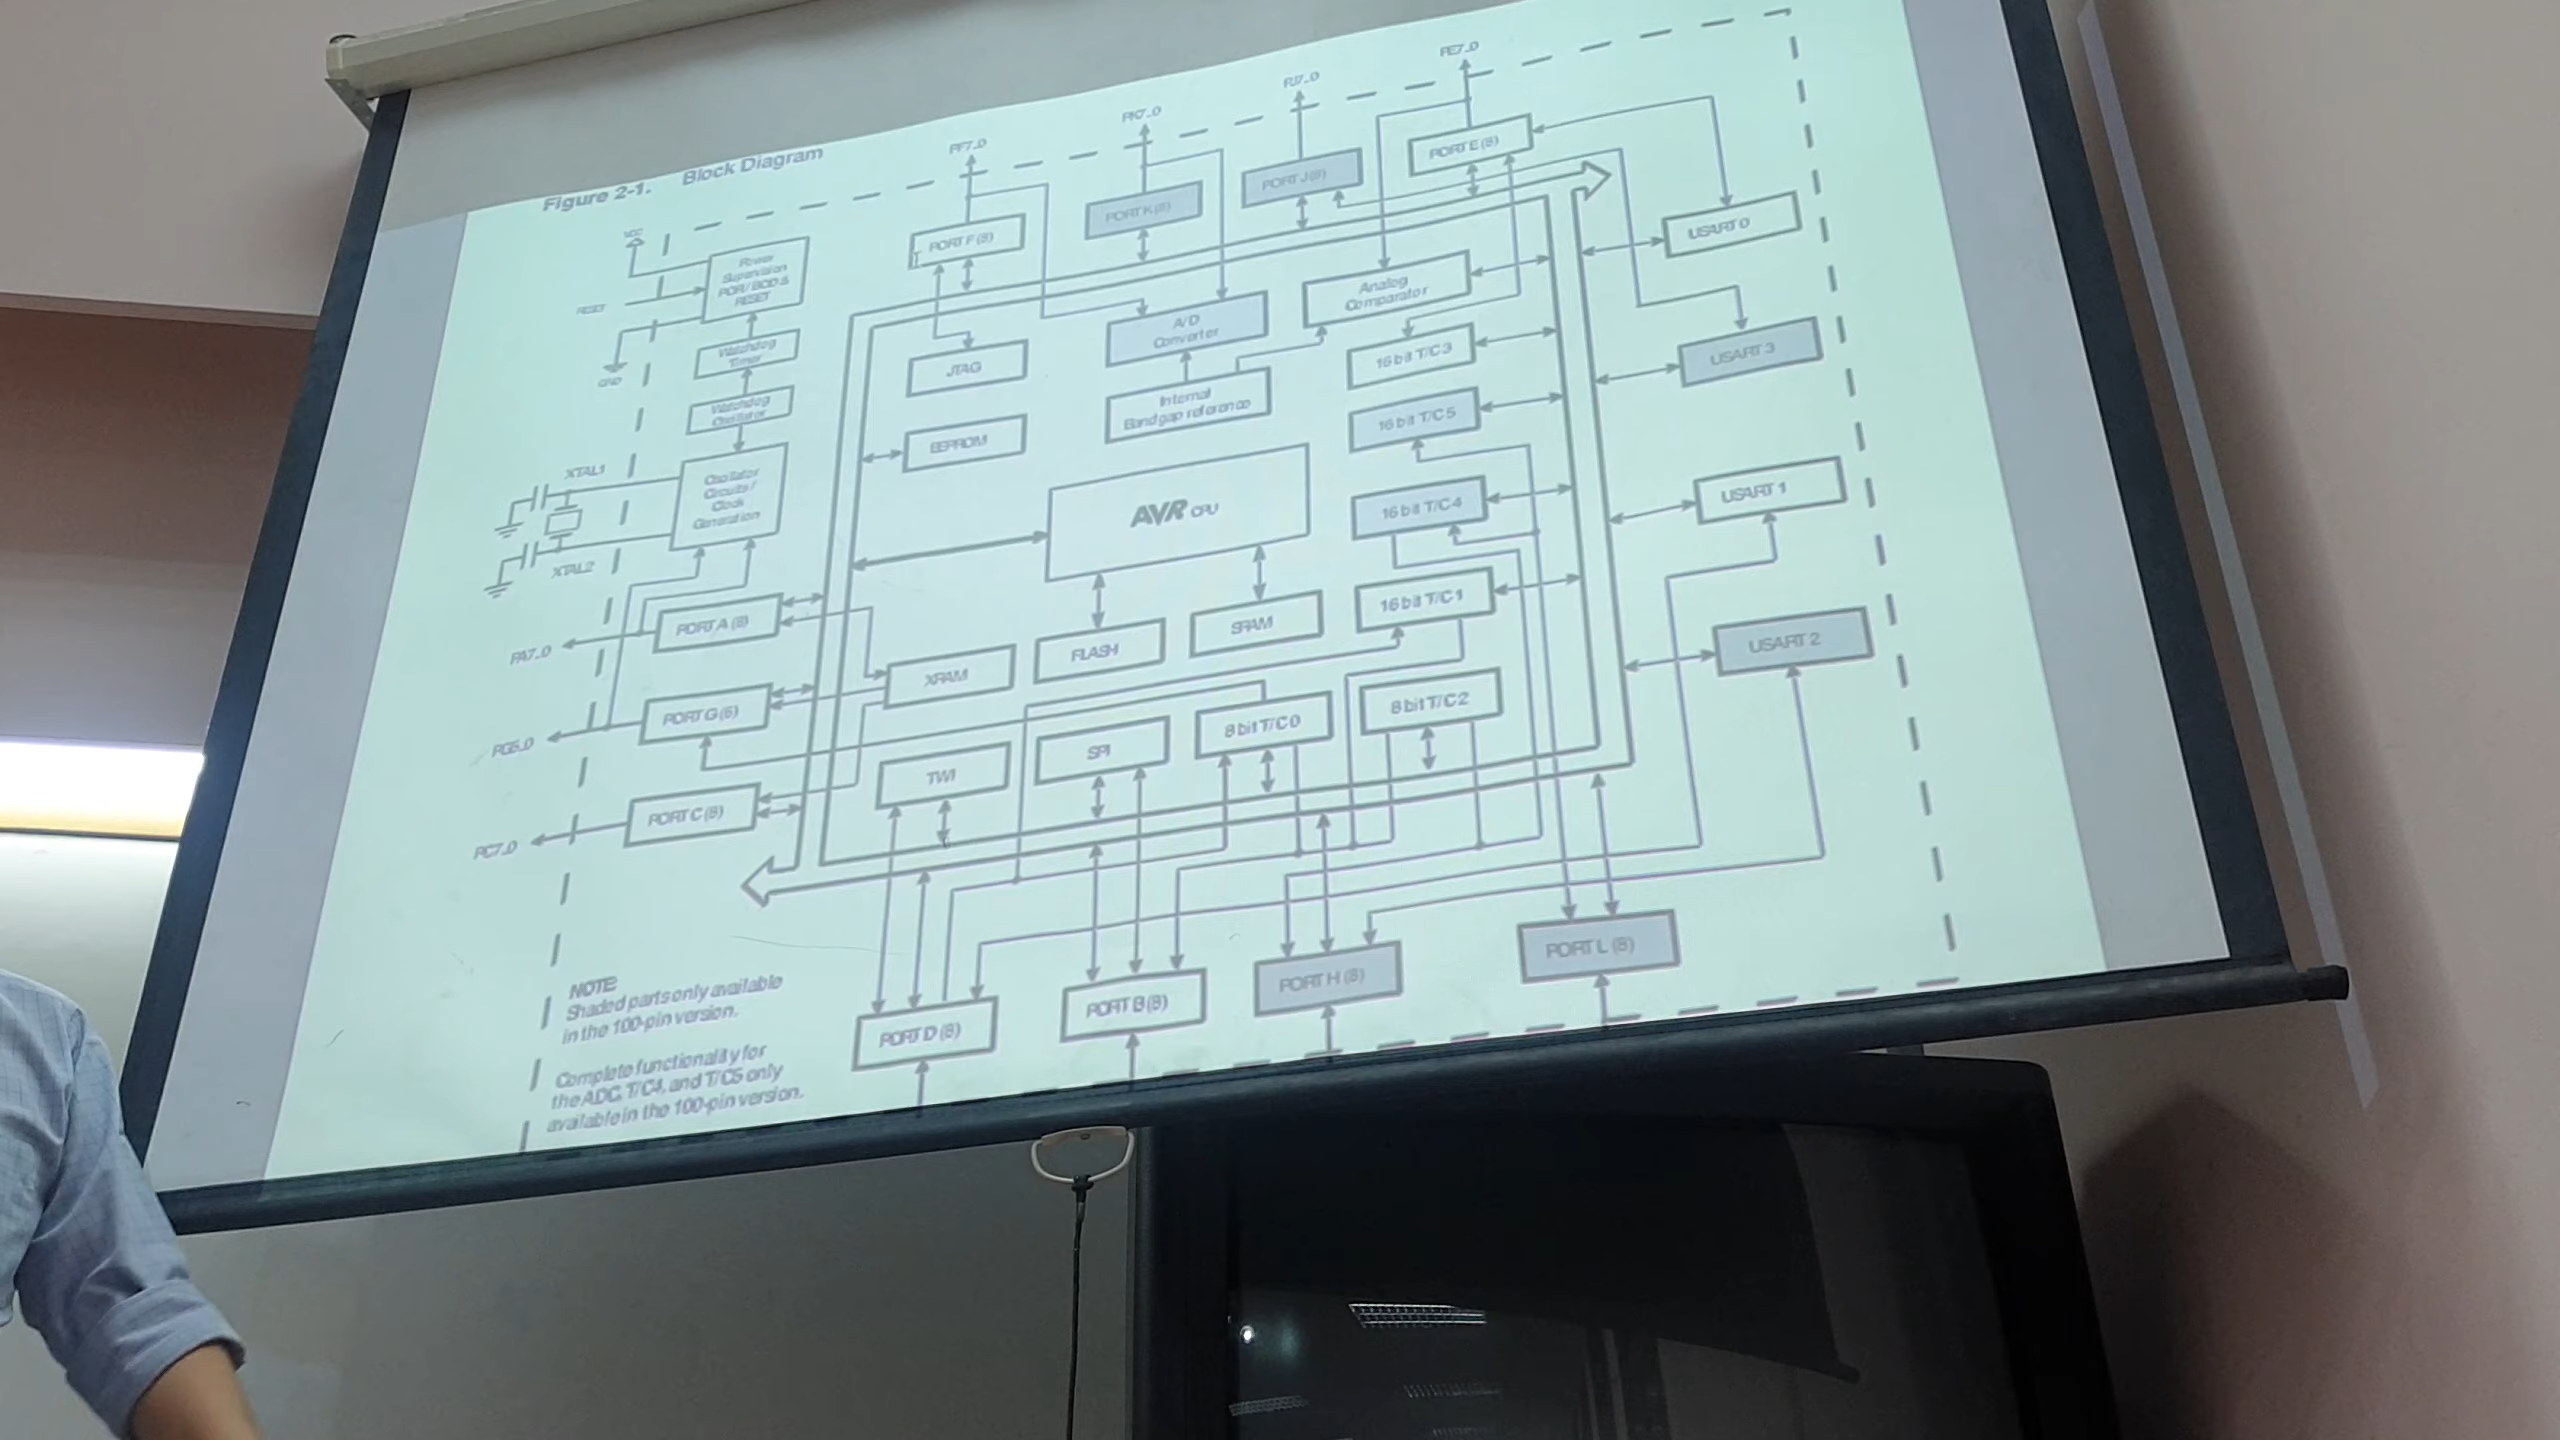 Figure 2-1. Block Diagram
PF7..0
PK7..0
PJ7..0
PE7..0
VCC
RESET
GND
Power
Supervision
POR / BOD &
RESET
Watchdog
Timer
Watchdog
Oscillator
XTAL1
XTAL2
Oscillator
Circuits /
Clock
Generation
PORT F (8)
PORT K (8)
PORT J (8)
PORT E (8)
JTAG
EEPROM
A/D
Converter
Internal
Bandgap reference
Analog
Comparator
16 bit T/C 3
16 bit T/C 5
16 bit T/C 4
16 bit T/C 1
USART 0
USART 3
USART 1
USART 2
AVR CPU
FLASH
SRAM
XRAM
PA7..0
PORT A (8)
PG5..0
PORT G (6)
PC7..0
PORT C (8)
TWI
SPI
8 bit T/C 0
8 bit T/C 2
PORT D (8)
PORT B (8)
PORT H (8)
PORT L (8)
NOTE:
Shaded parts only available
in the 100-pin version.
Complete functionality for
the ADC, T/C4, and T/C5 only
available in the 100-pin version.